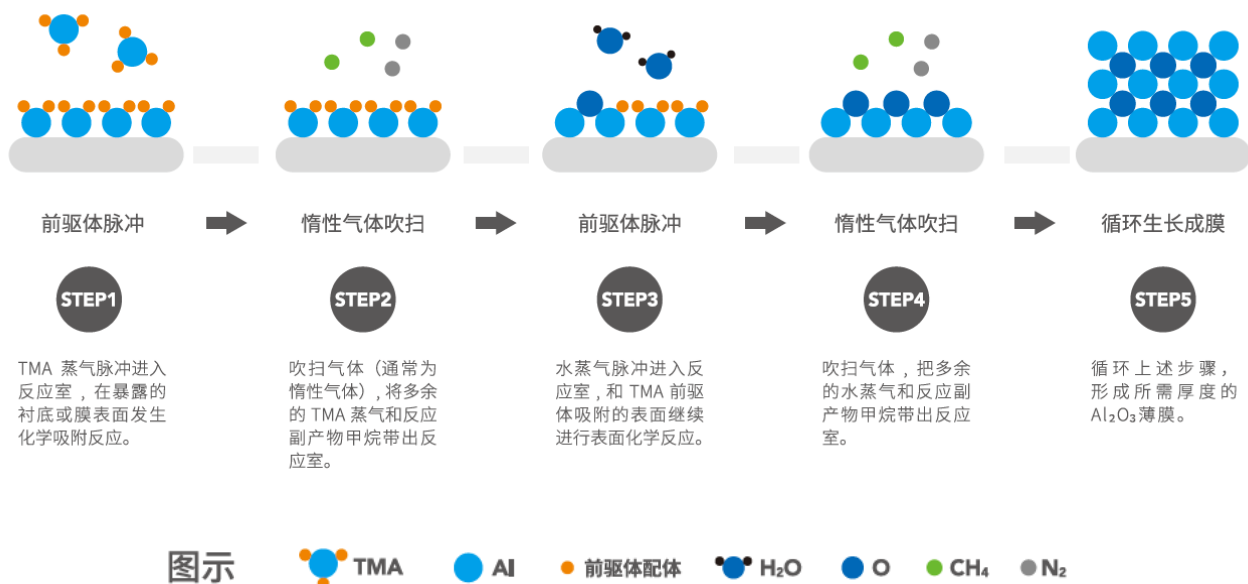 前驱体脉冲
惰性气体吹扫
前驱体脉冲
惰性气体吹扫
循环生长成膜
STEP1
STEP2
STEP3
STEP4
STEP5
TMA 蒸气脉冲进入
反应室，在暴露的
衬底或膜表面发生
化学吸附反应。
吹扫气体（通常为
惰性气体），将多余
的 TMA 蒸气和反应
副产物甲烷带出反
应室。
水蒸气脉冲进入反
应室，和 TMA 前驱
体吸附的表面继续
进行表面化学反应。
吹扫气体，把多余
的水蒸气和反应副
产物甲烷带出反应
室。
循环上述步骤，
形成所需厚度的
Al₂O₃薄膜。
图示 TMA Al 前驱体配体 H₂O O CH₄ N₂